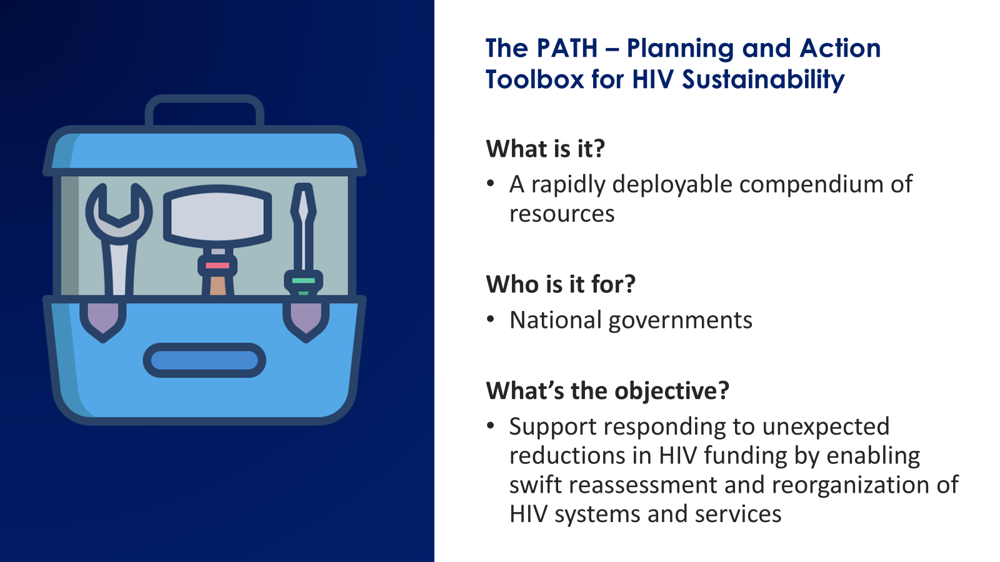 The PATH – Planning and Action
Toolbox for HIV Sustainability
What is it?
• A rapidly deployable compendium of
resources
Who is it for?
• National governments
What’s the objective?
• Support responding to unexpected
reductions in HIV funding by enabling
swift reassessment and reorganization of
HIV systems and services